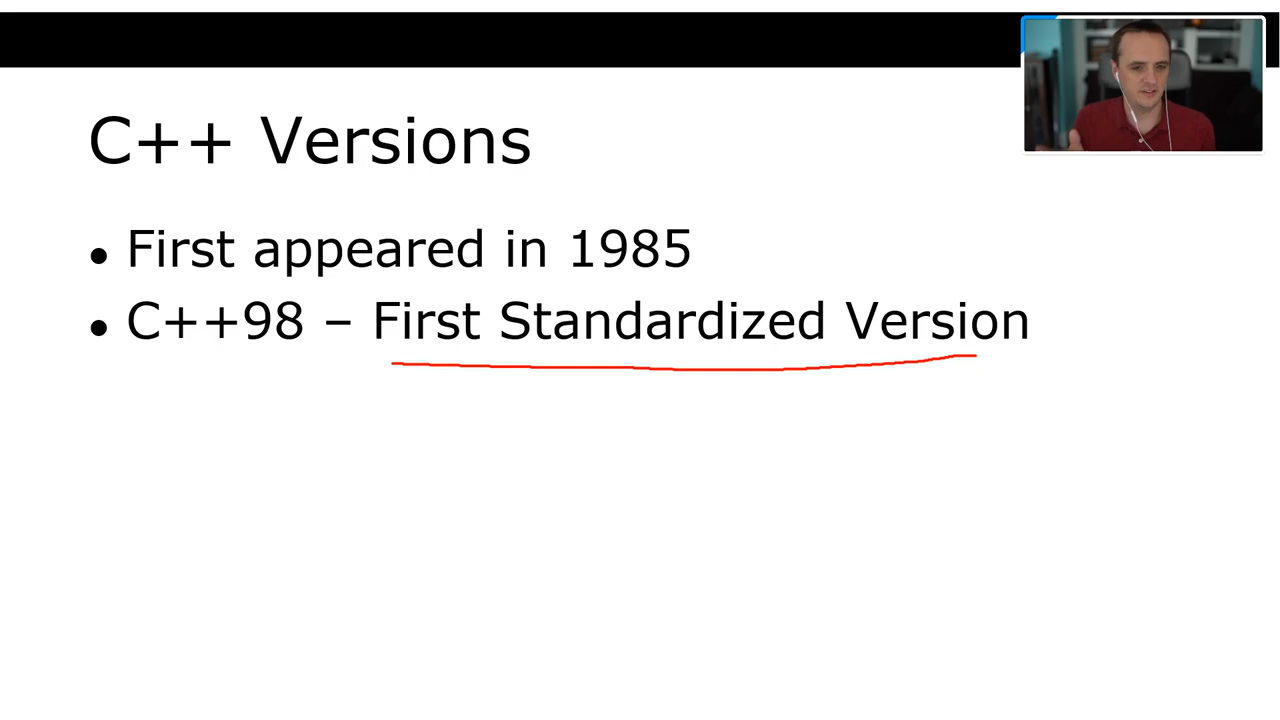 C++ Versions
● First appeared in 1985
● C++98 – First Standardized Version